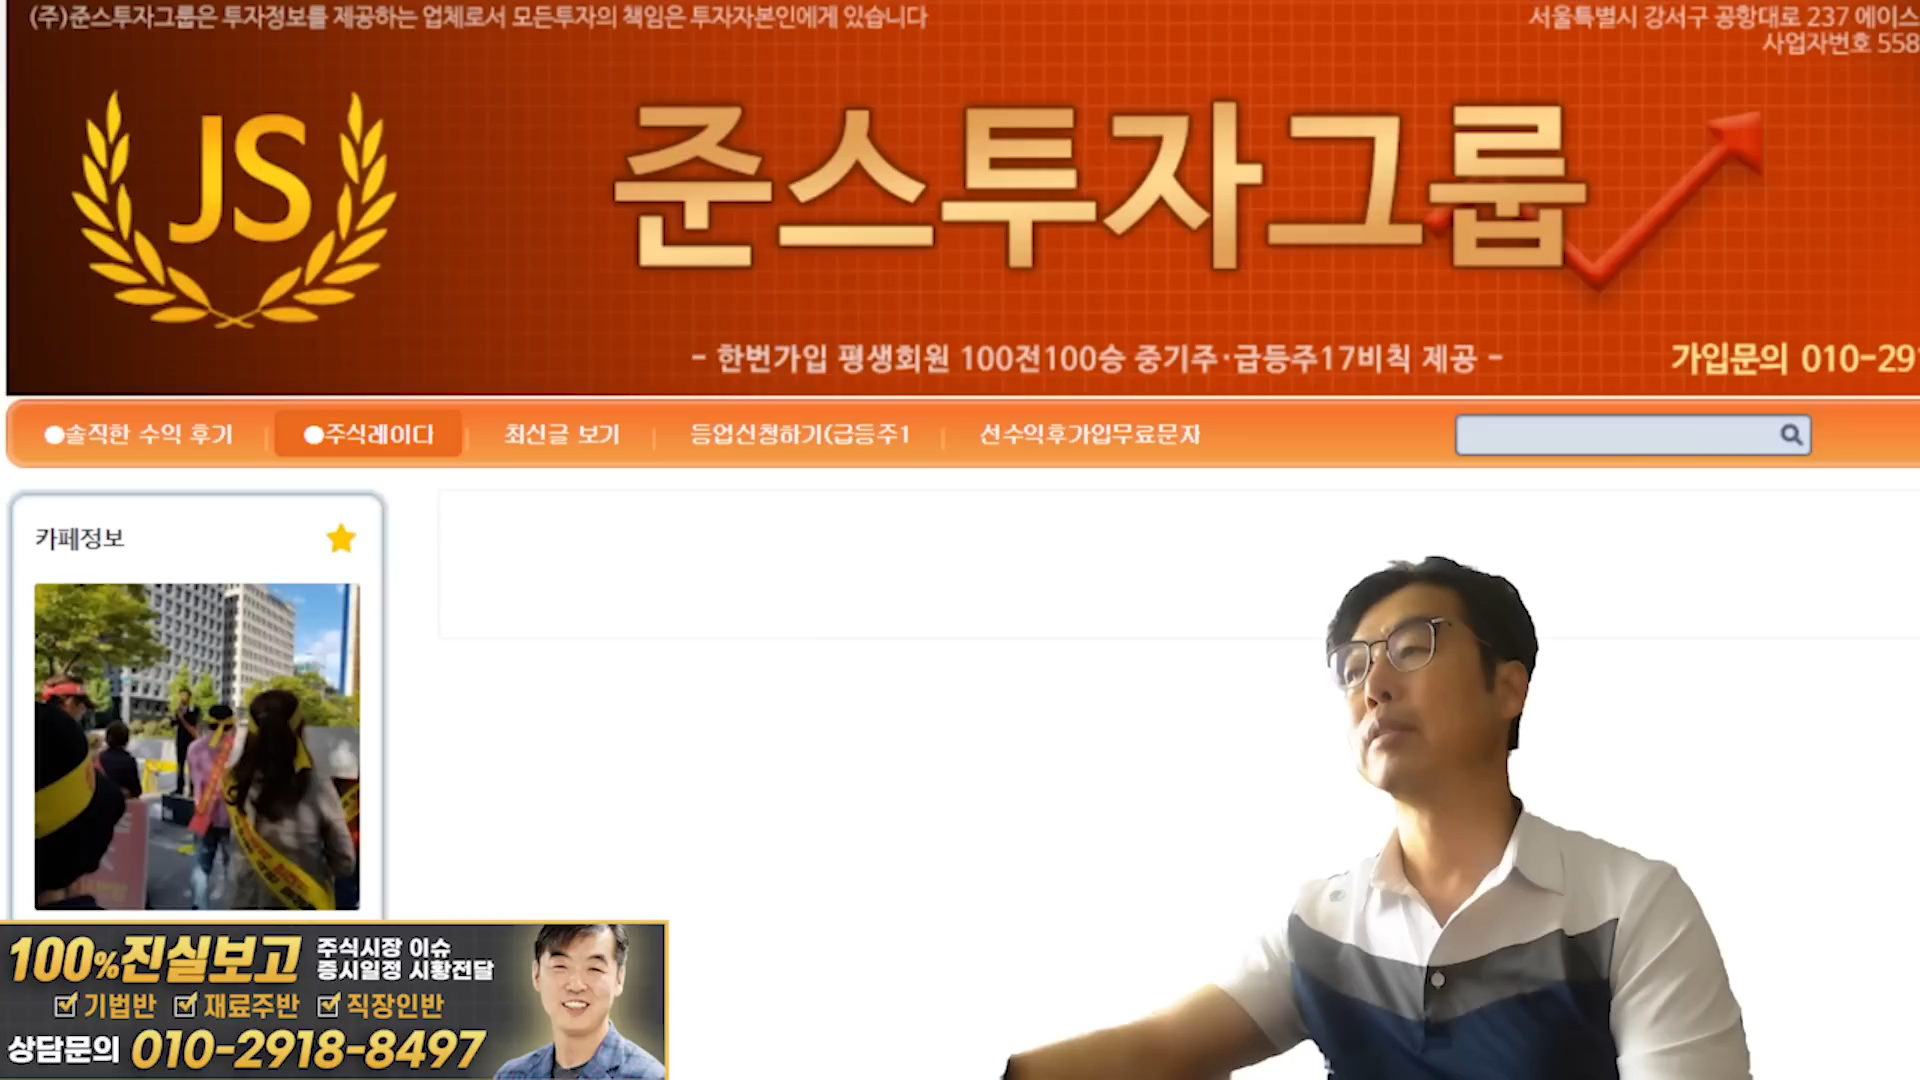 (주)준스투자그룹은 투자정보를 제공하는 업체로서 모든투자의 책임은 투자자본인에게 있습니다
서울특별시 강서구 공항대로 237 에이스
사업자번호 558
JS
준스투자그룹
- 한번가입 평생회원 100전100승 중기주·급등주17비칙 제공 -
가입문의 010-291
●솔직한 수익 후기
●주식레이다
최신글 보기
등업신청하기(급등주1
선수익후가입무료문자
카페정보
100%진실보고
주식시장 이슈
증시일정 시황전달
기법반 재료주반 직장인반
상담문의 010-2918-8497